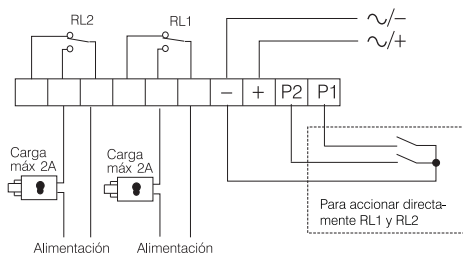 RL2
RL1
~/−
~/+
− + P2 P1
Carga
máx 2A
Carga
máx 2A
Para accionar directa-
mente RL1 y RL2
Alimentación
Alimentación